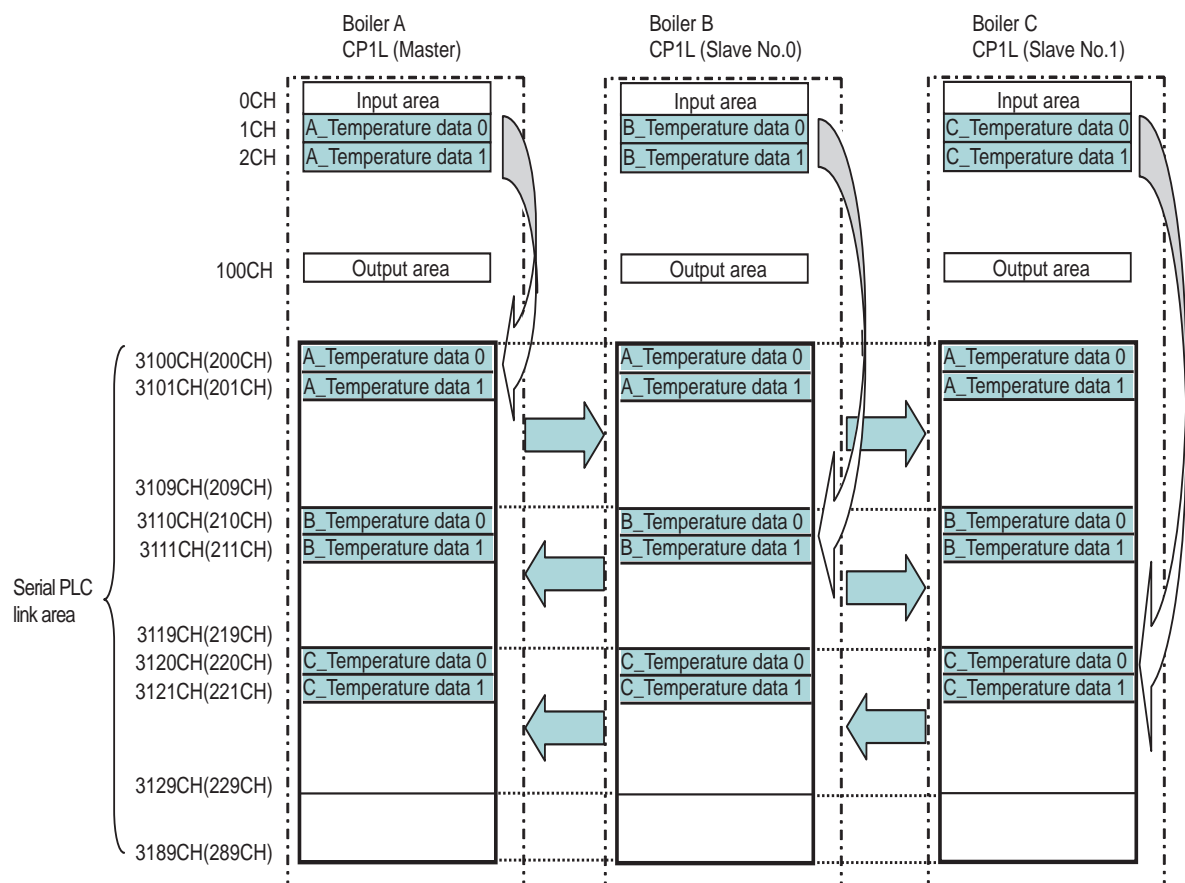 Boiler A
CP1L (Master)
Boiler B
CP1L (Slave No.0)
Boiler C
CP1L (Slave No.1)
0CH
Input area
Input area
Input area
1CH
A_Temperature data 0
B_Temperature data 0
C_Temperature data 0
2CH
A_Temperature data 1
B_Temperature data 1
C_Temperature data 1
100CH
Output area
Output area
Output area
3100CH(200CH)
A_Temperature data 0
A_Temperature data 0
A_Temperature data 0
3101CH(201CH)
A_Temperature data 1
A_Temperature data 1
A_Temperature data 1
3109CH(209CH)
3110CH(210CH)
B_Temperature data 0
B_Temperature data 0
B_Temperature data 0
3111CH(211CH)
B_Temperature data 1
B_Temperature data 1
B_Temperature data 1
Serial PLC
link area
3119CH(219CH)
3120CH(220CH)
C_Temperature data 0
C_Temperature data 0
C_Temperature data 0
3121CH(221CH)
C_Temperature data 1
C_Temperature data 1
C_Temperature data 1
3129CH(229CH)
3189CH(289CH)